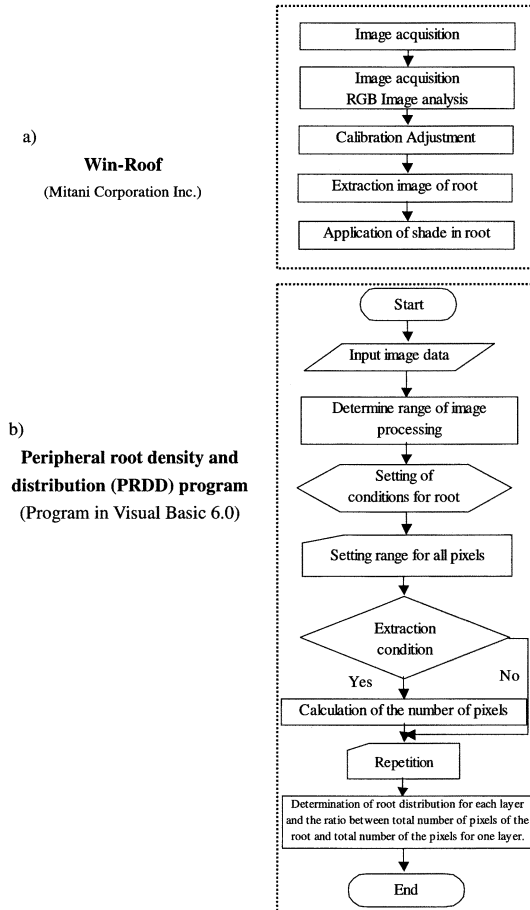 Image acquisition
Image acquisition
RGB Image analysis
Calibration Adjustment
Extraction image of root
Application of shade in root
a)
Win-Roof
(Mitani Corporation Inc.)
Start
Input image data
Determine range of image
processing
Setting of
conditions for root
Setting range for all pixels
Extraction
condition
Yes
No
Calculation of the number of pixels
Repetition
Determination of root distribution for each layer
and the ratio between total number of pixels of the
root and total number of the pixels for one layer.
End
b)
Peripheral root density and
distribution (PRDD) program
(Program in Visual Basic 6.0)